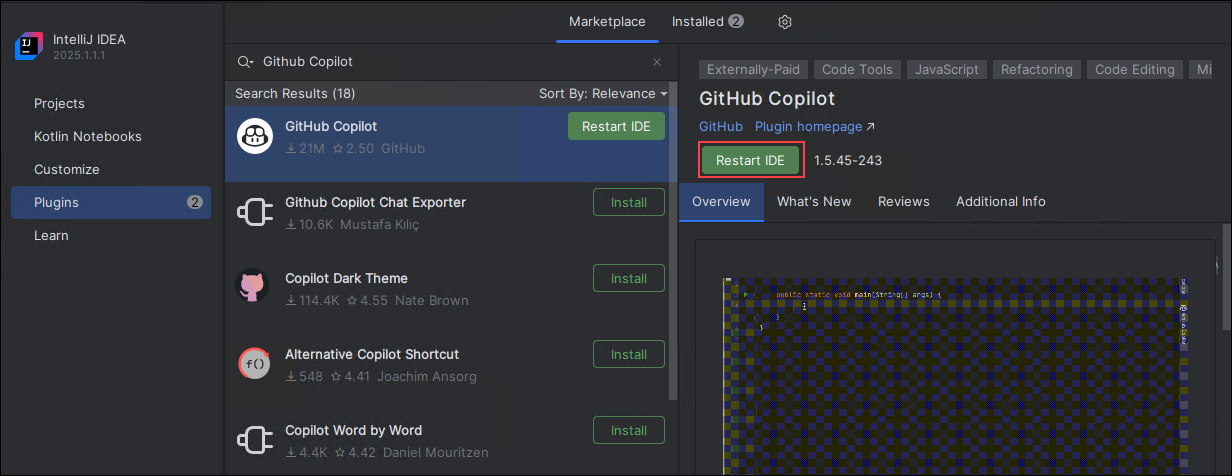 IntelliJ IDEA
2025.1.1.1
Projects
Kotlin Notebooks
Customize
Plugins 2
Learn
Marketplace Installed 2
Github Copilot
Search Results (18) Sort By: Relevance
GitHub Copilot Restart IDE
21M 2.50 GitHub
Github Copilot Chat Exporter Install
10.6K Mustafa Kılıç
Copilot Dark Theme Install
114.4K 4.55 Nate Brown
Alternative Copilot Shortcut Install
f()
548 4.41 Joachim Ansorg
Copilot Word by Word Install
4.4K 4.42 Daniel Mouritzen
Externally-Paid Code Tools JavaScript Refactoring Code Editing Mi
GitHub Copilot
GitHub Plugin homepage
Restart IDE 1.5.45-243
Overview What's New Reviews Additional Info
public static void main(String[] args) {
i
}
}